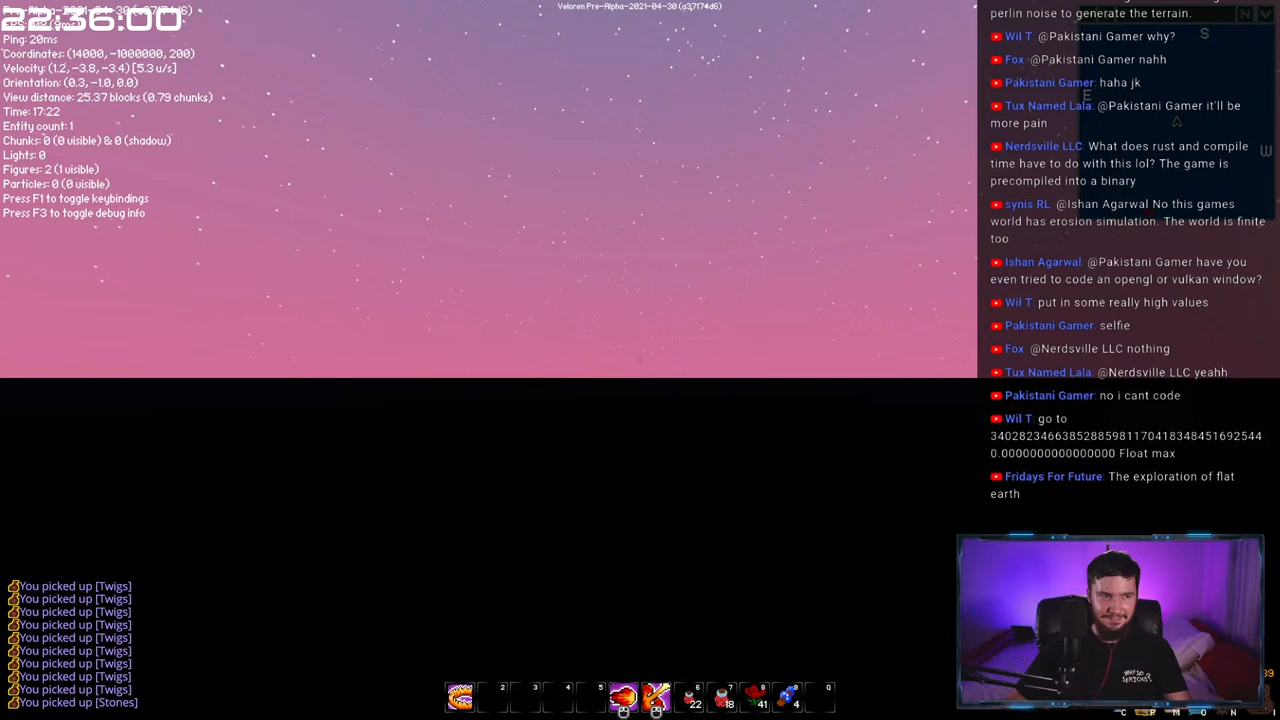 Veloren Pre-Alpha-2021-04-30 (a37174d6)
22:36:00
Ping: 20ms
Coordinates: (14000, -1000000, 200)
Velocity: (1.2, -3.8, -3.4) [5.3 u/s]
Orientation: (0.3, -1.0, 0.0)
View distance: 25.37 blocks (0.79 chunks)
Time: 17:22
Entity count: 1
Chunks: 0 (0 visible) & 0 (shadow)
Lights: 0
Figures: 2 (1 visible)
Particles: 0 (0 visible)
Press F1 to toggle keybindings
Press F3 to toggle debug info
perlin noise to generate the terrain.
Wil T @Pakistani Gamer why?
Fox @Pakistani Gamer nahh
Pakistani Gamer: haha jk
Tux Named Lala: @Pakistani Gamer it'll be
more pain
Nerdsville LLC: What does rust and compile
time have to do with this lol? The game is
precompiled into a binary
synis RL: @Ishan Agarwal No this games
world has erosion simulation. The world is finite
too
Ishan Agarwal: @Pakistani Gamer have you
even tried to code an opengl or vulkan window?
Wil T: put in some really high values
Pakistani Gamer: selfie
Fox: @Nerdsville LLC nothing
Tux Named Lala: @Nerdsville LLC yeahh
Pakistani Gamer: no i cant code
Wil T: go to
34028234663852885981170418348451692544
0.0000000000000000 Float max
Fridays For Future: The exploration of flat
earth
S
E
W
N
You picked up [Twigs]
You picked up [Twigs]
You picked up [Twigs]
You picked up [Twigs]
You picked up [Twigs]
You picked up [Twigs]
You picked up [Twigs]
You picked up [Twigs]
You picked up [Twigs]
You picked up [Stones]
2 3 4 5 6 7 8 9 0
22 18 41 4
WHY SO
SERIOUS?
C M O N I